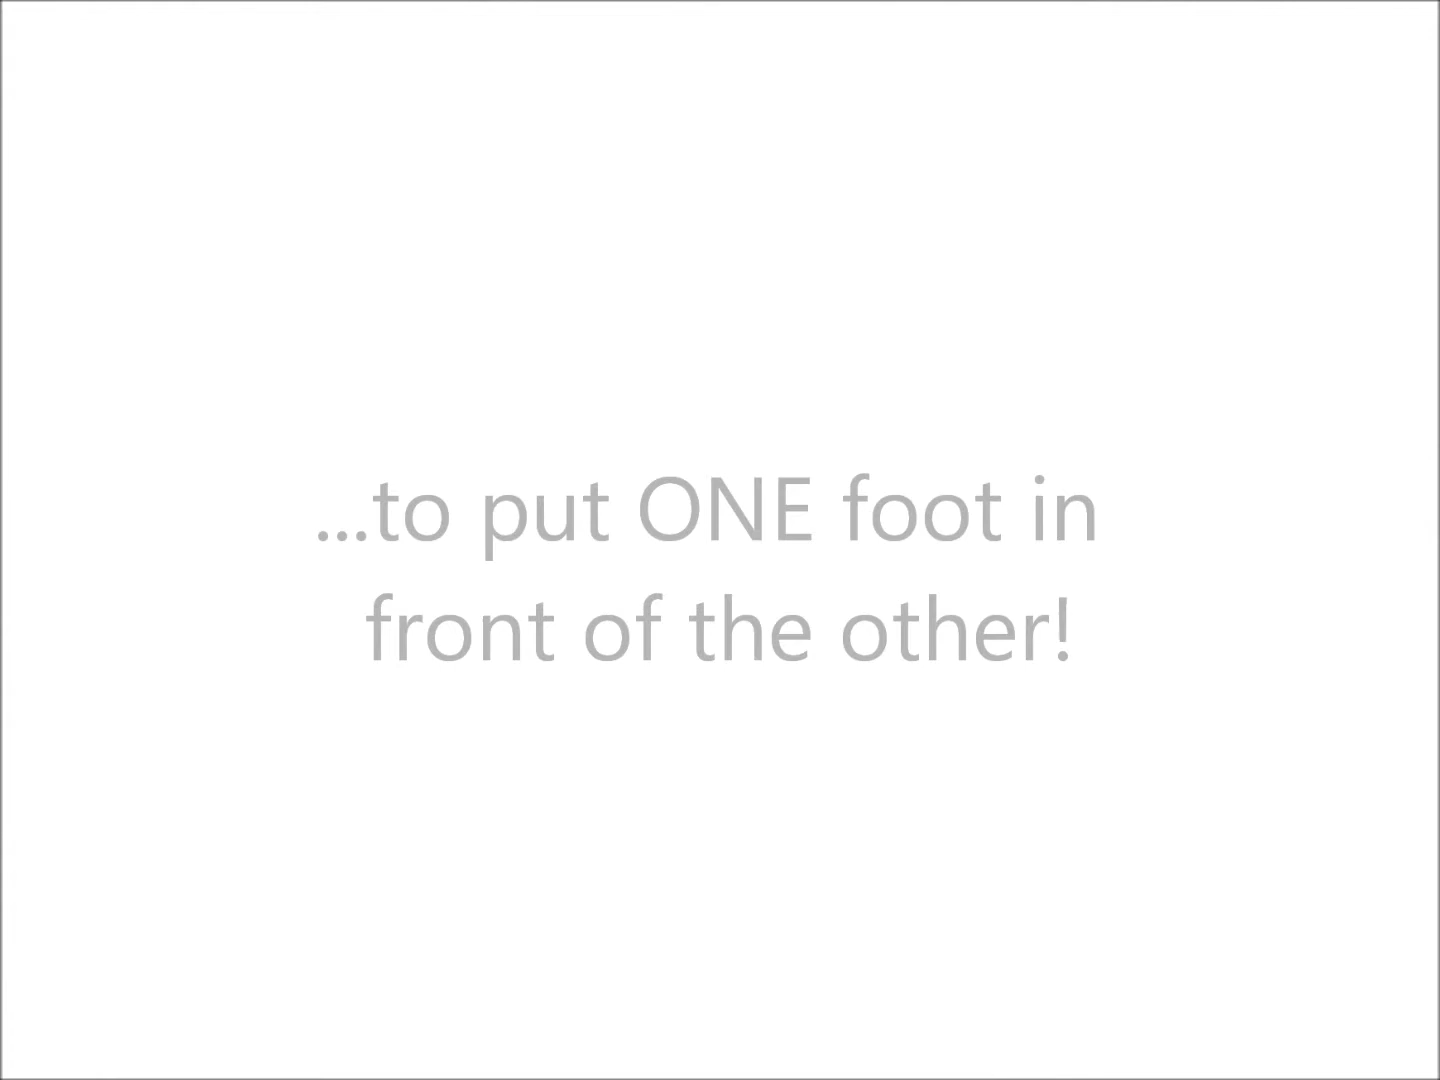 ...to put ONE foot in
front of the other!